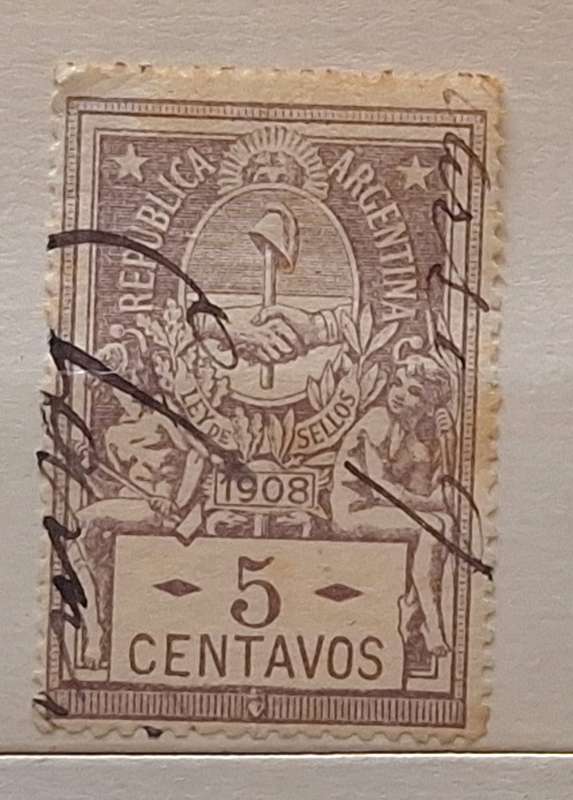 REPUBLICA ARGENTINA
LEY DE SELLOS
1908
5
CENTAVOS